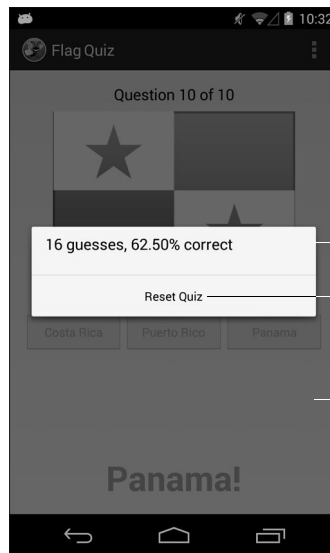 10:32
Flag Quiz
Question 10 of 10
16 guesses, 62.50% correct
Reset Quiz
Costa Rica
Puerto Rico
Panama
Panama!